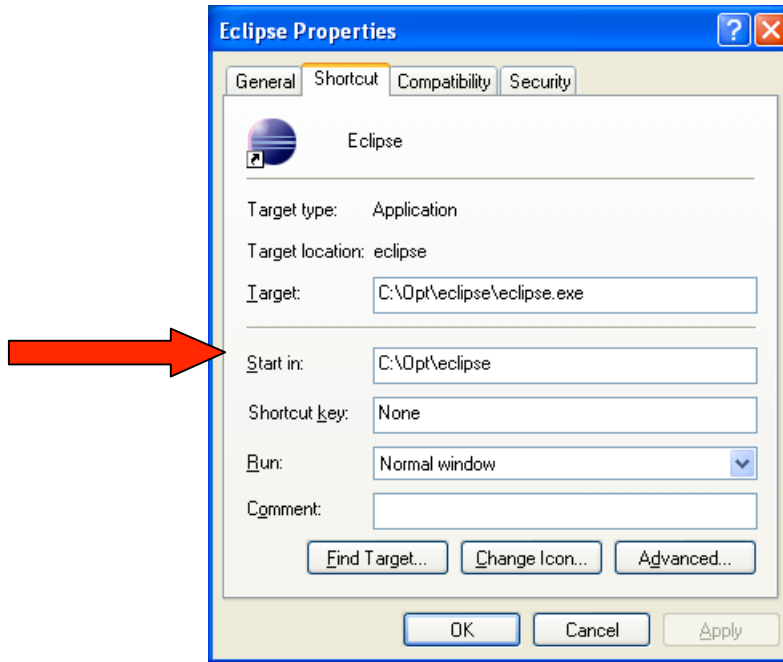 Eclipse Properties
General Shortcut Compatibility Security
Eclipse
Target type: Application
Target location: eclipse
Target: C:\Opt\eclipse\eclipse.exe
Start in: C:\Opt\eclipse
Shortcut key: None
Run: Normal window
Comment:
Find Target... Change Icon... Advanced...
OK Cancel Apply